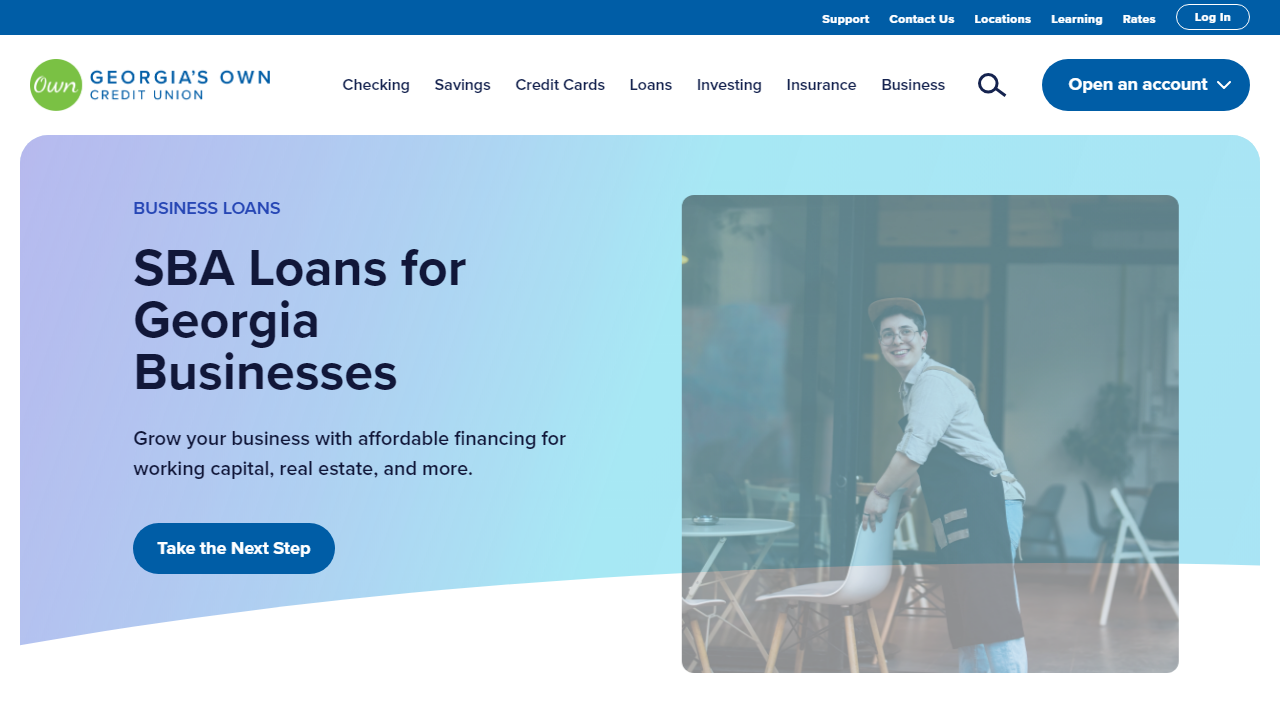 Support Contact Us Locations Learning Rates Log In
Own GEORGIA'S OWN
CREDIT UNION
Checking Savings Credit Cards Loans Investing Insurance Business Open an account
BUSINESS LOANS
SBA Loans for
Georgia
Businesses
Grow your business with affordable financing for
working capital, real estate, and more.
Take the Next Step